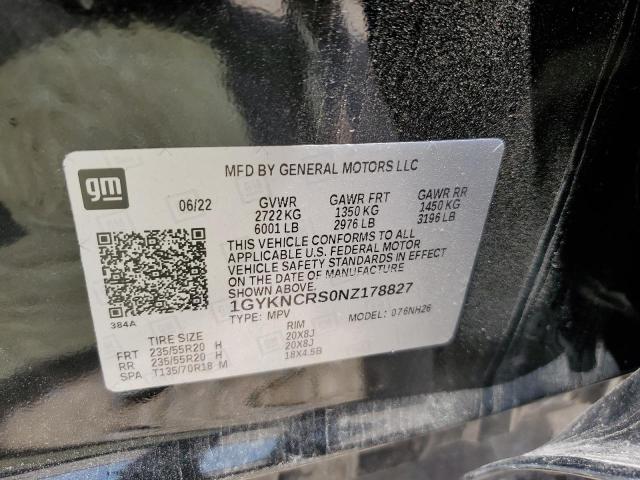 gm
MFD BY GENERAL MOTORS LLC
06/22 GVWR GAWR FRT GAWR RR
2722 KG 1350 KG 1450 KG
6001 LB 2976 LB 3196 LB
THIS VEHICLE CONFORMS TO ALL
APPLICABLE U.S. FEDERAL MOTOR
VEHICLE SAFETY STANDARDS IN EFFECT
ON THE DATE OF MANUFACTURE
SHOWN ABOVE.
1GYKNCRS0NZ178827
384A
TYPE: MPV MODEL: 076NH26
TIRE SIZE RIM
FRT 235/55R20 H 20X8J
RR 235/55R20 H 20X8J
SPA T135/70R18 M 18X4.5B